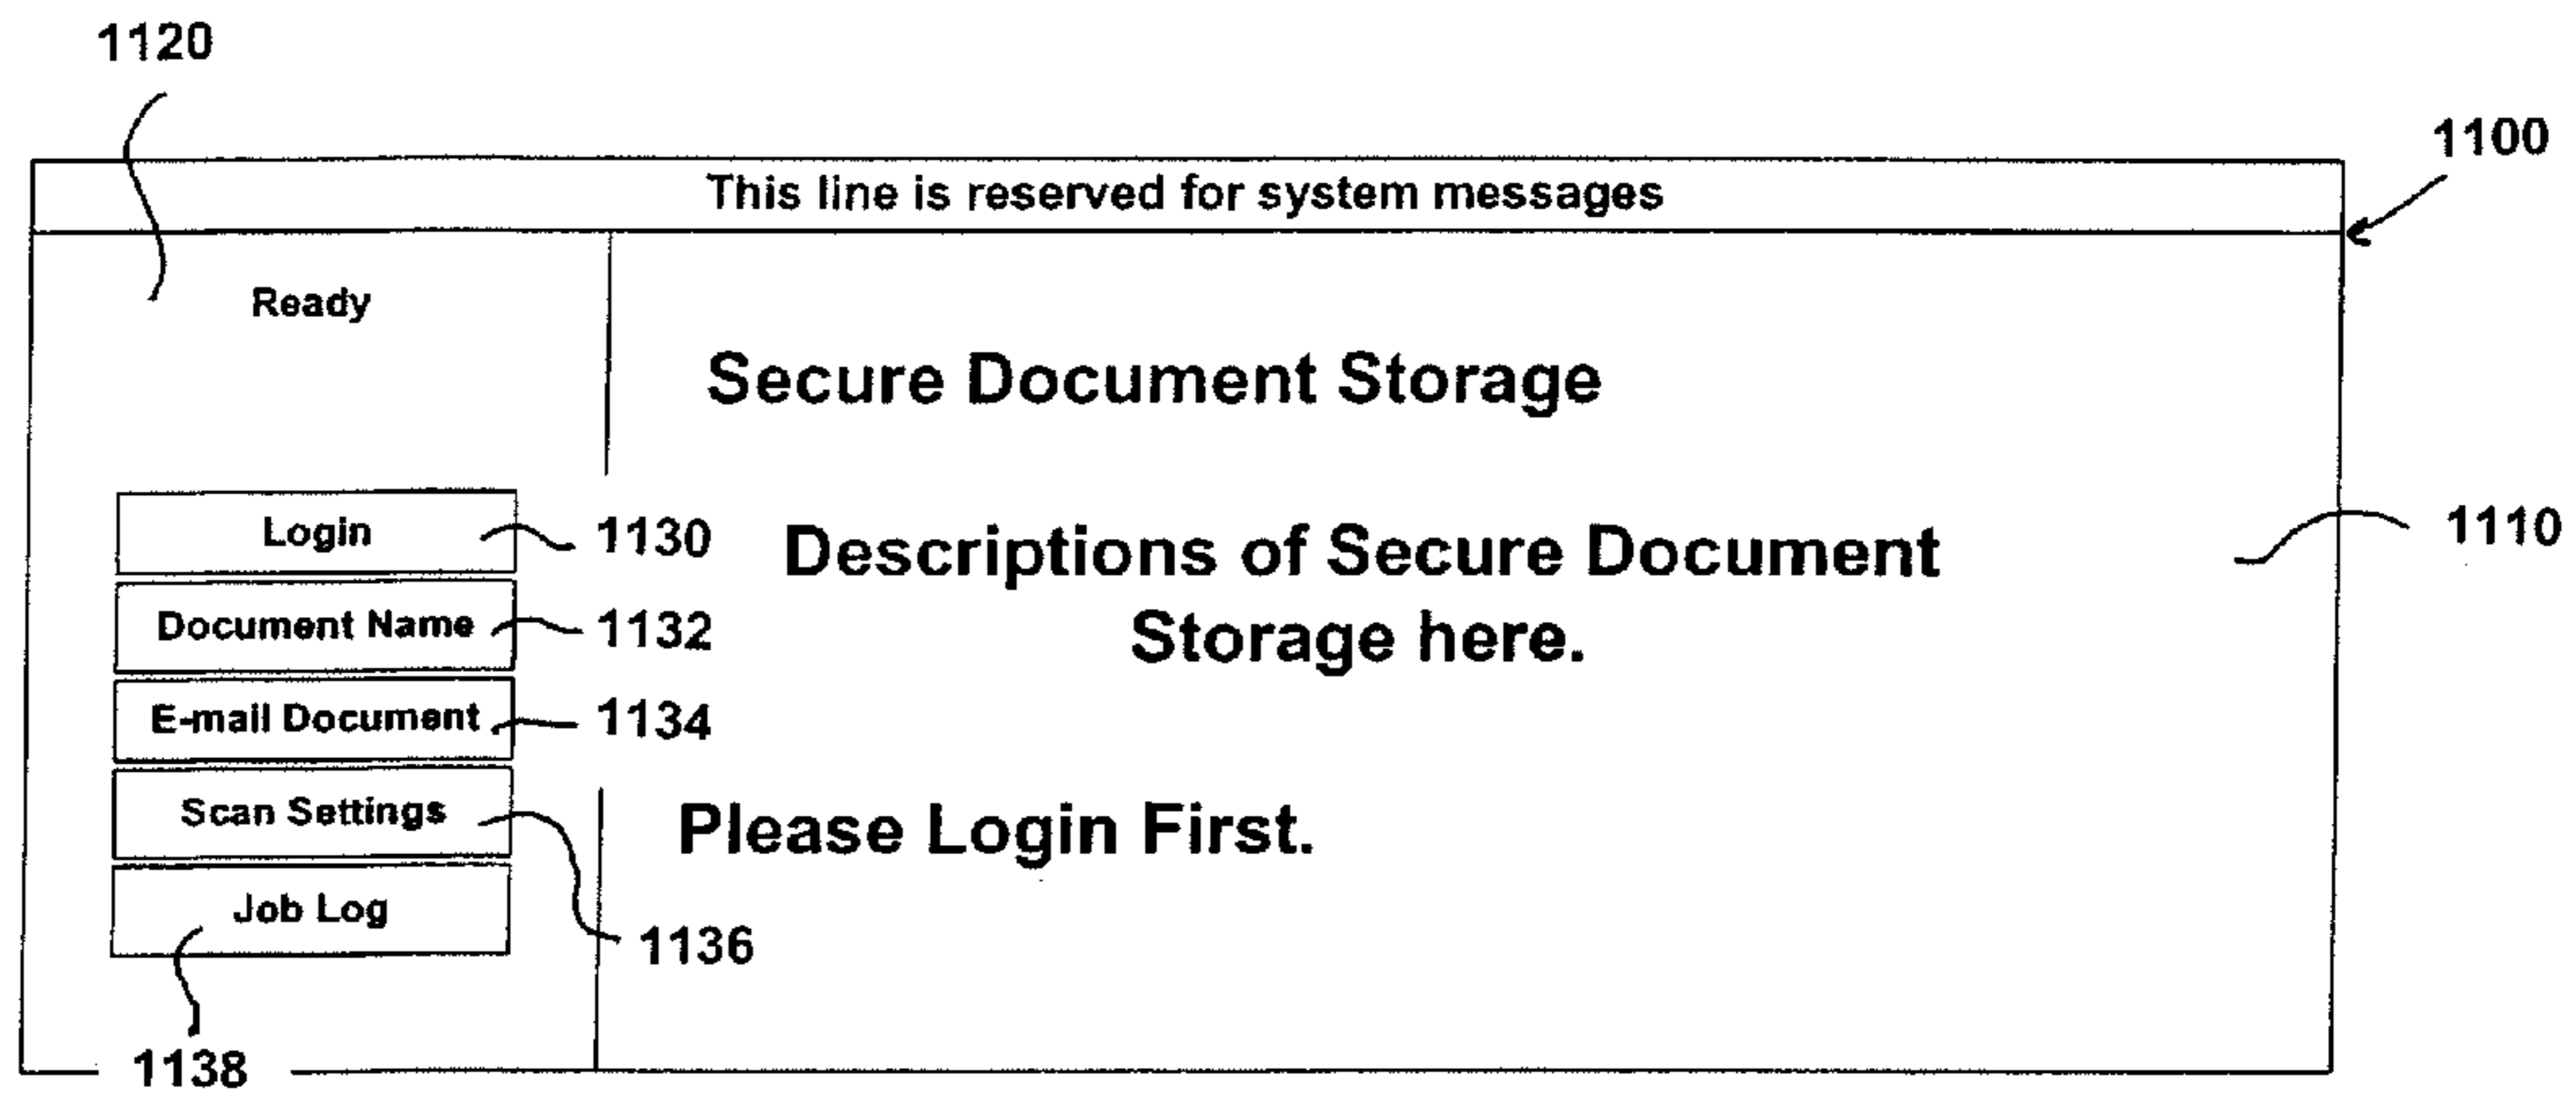 1120
1100
This line is reserved for system messages
Ready
Secure Document Storage
Login
1130
Descriptions of Secure Document
1110
Document Name
1132
Storage here.
E-mail Document
1134
Scan Settings
Please Login First.
Job Log
1136
1138